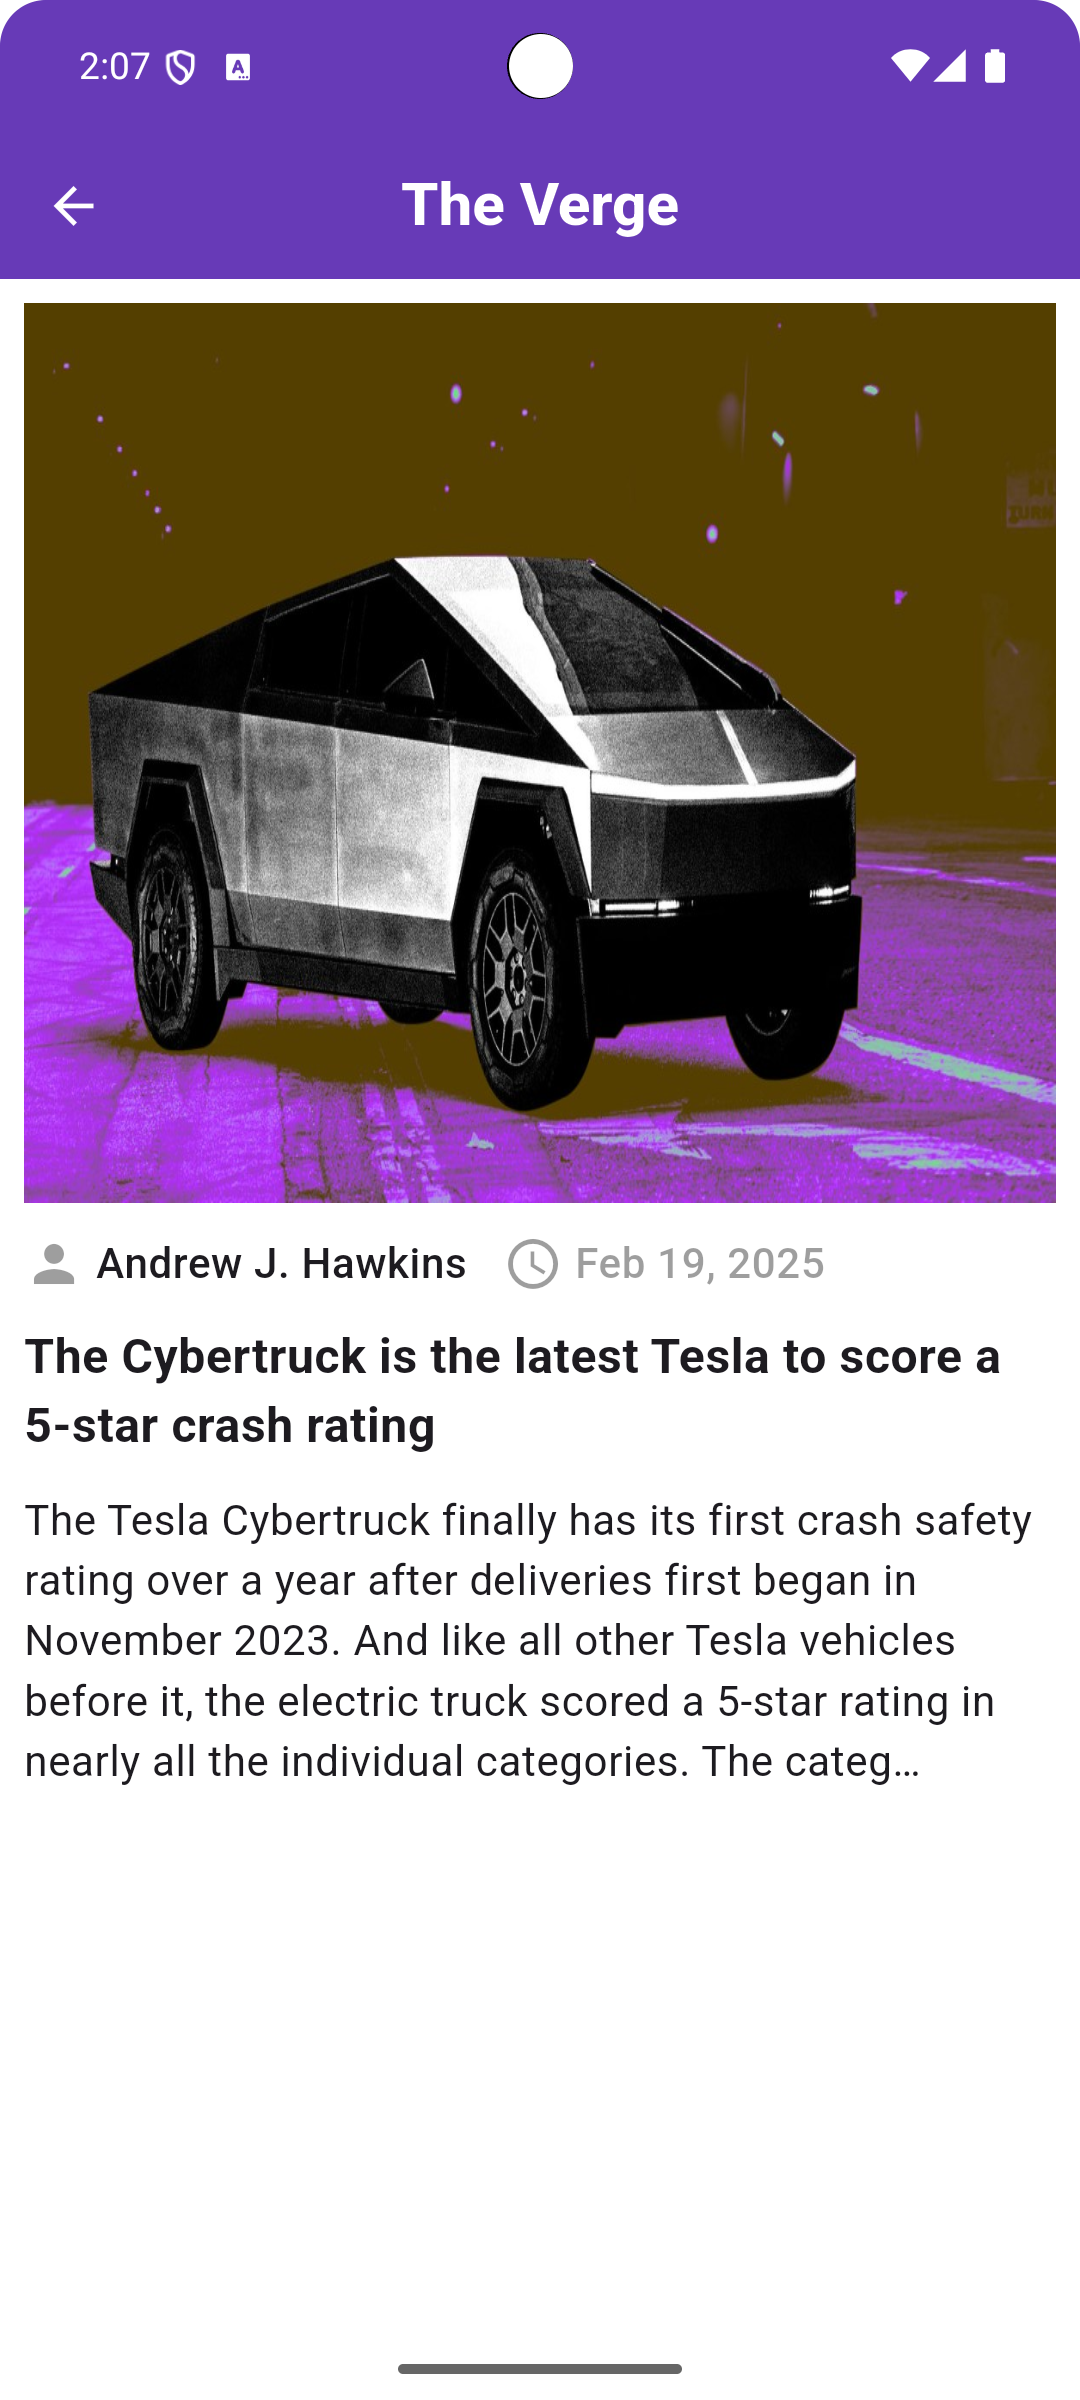 2:07
The Verge
Andrew J. Hawkins Feb 19, 2025
The Cybertruck is the latest Tesla to score a
5-star crash rating
The Tesla Cybertruck finally has its first crash safety
rating over a year after deliveries first began in
November 2023. And like all other Tesla vehicles
before it, the electric truck scored a 5-star rating in
nearly all the individual categories. The categ…